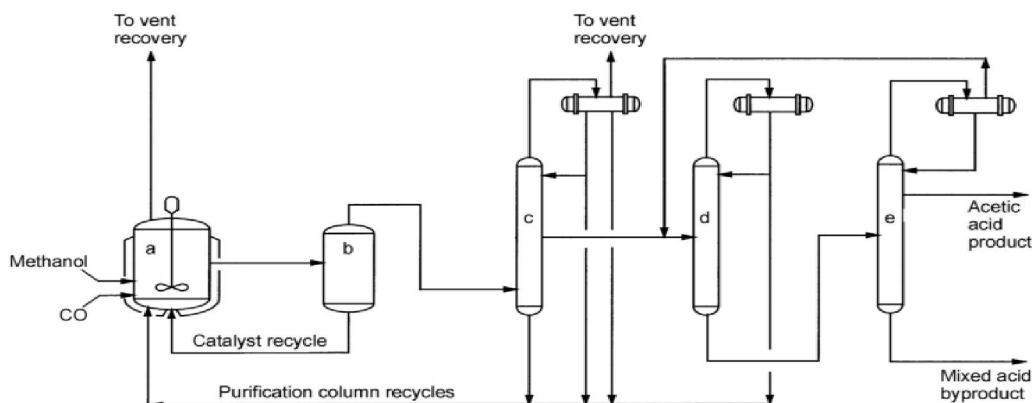 To vent
recovery
To vent
recovery
a
b
c
d
e
Methanol
CO
Catalyst recycle
Purification column recycles
Acetic
acid
product
Mixed acid
byproduct